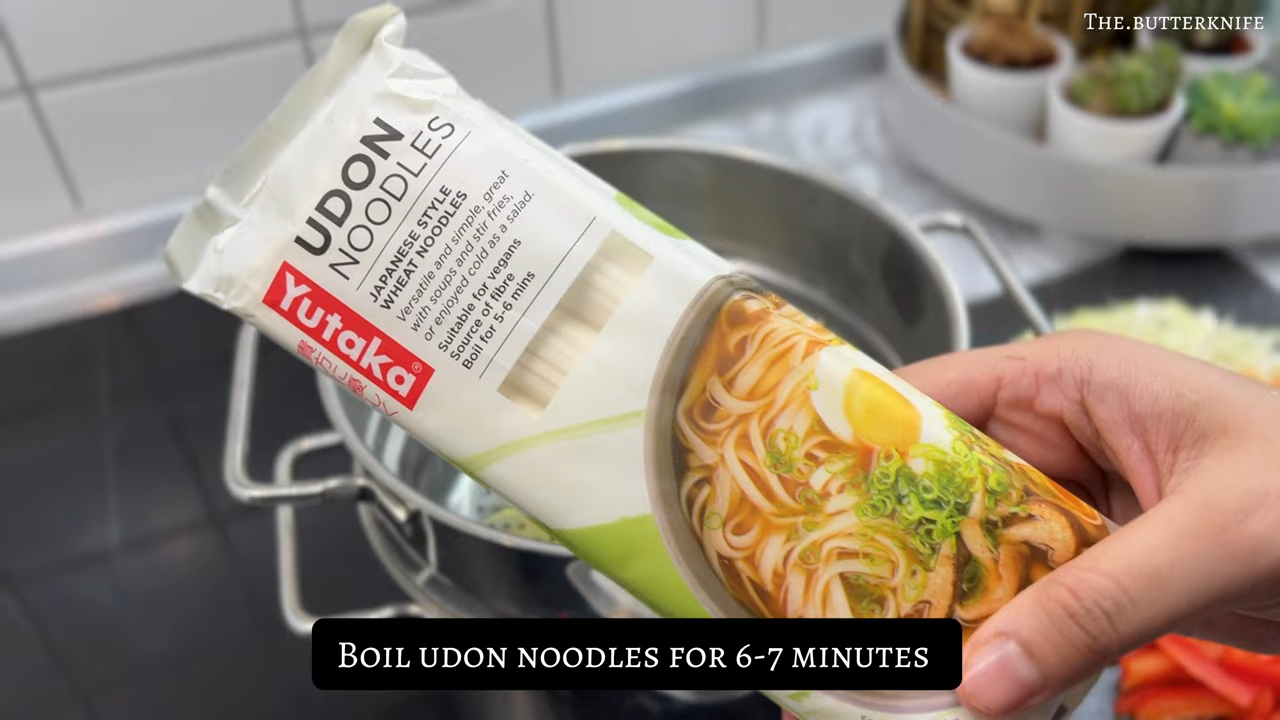 The.butterknife
UDON
NOODLES
JAPANESE STYLE
WHEAT NOODLES
Versatile and simple, great
with soups and stir fries,
or enjoyed cold as a salad.
Suitable for vegans
Source of fibre
Boil for 5-6 mins
Yutaka®
Boil udon noodles for 6-7 minutes